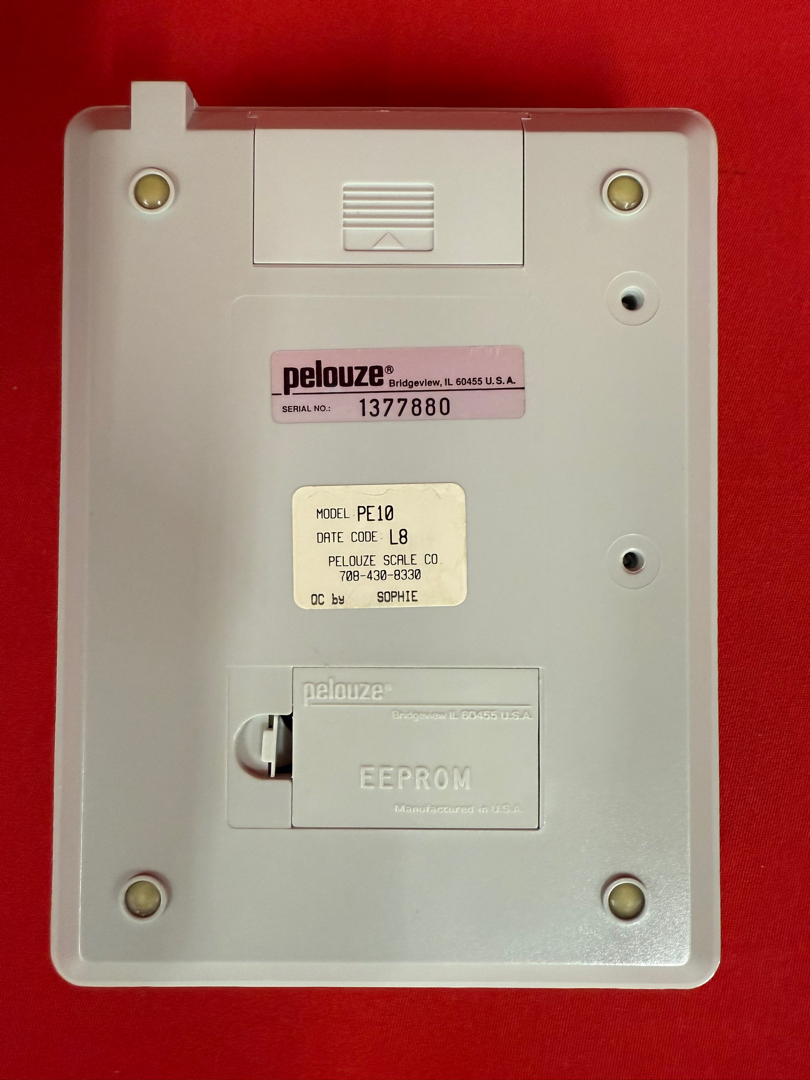 pelouze® Bridgeview, IL 60455 U.S.A.
SERIAL NO.: 1377880
MODEL PE10
DATE CODE L8
PELOUZE SCALE CO
708-430-8330
QC by SOPHIE
pelouze®
Bridgeview IL 60455 U.S.A.
EEPROM
Manufactured in U.S.A.